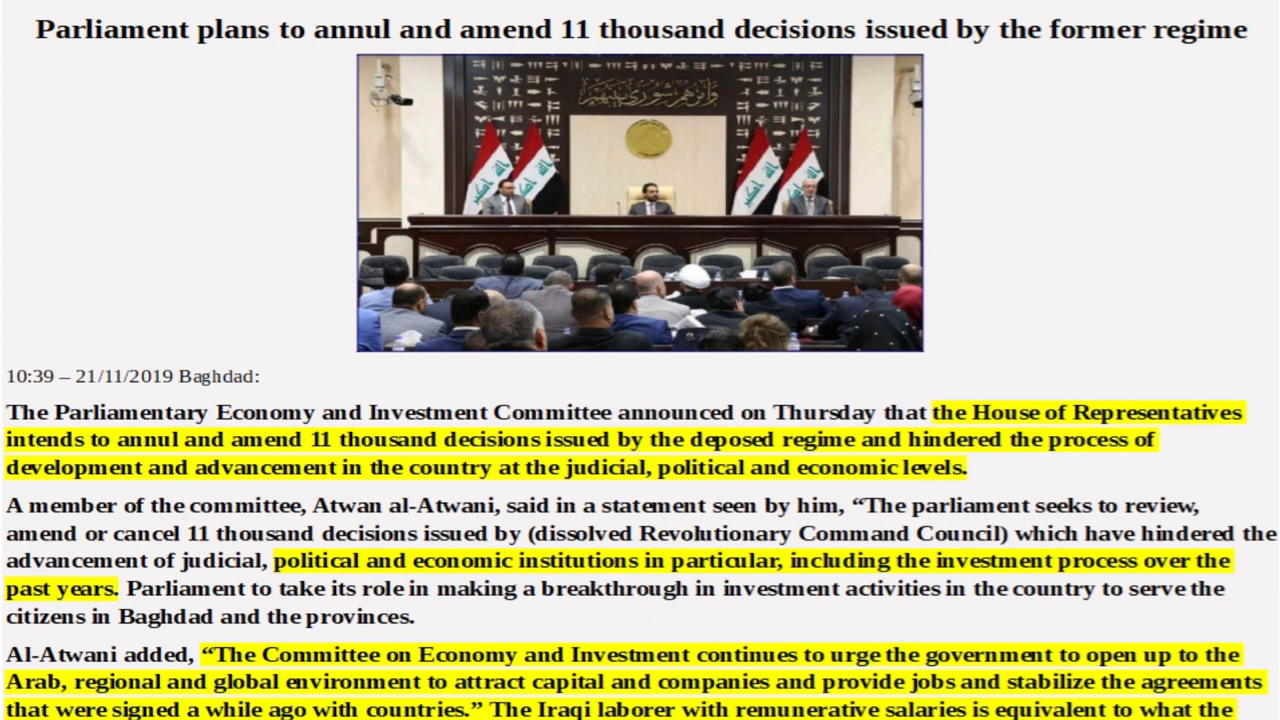 Parliament plans to annul and amend 11 thousand decisions issued by the former regime
وأمرهم شورى بينهم
10:39 – 21/11/2019 Baghdad:
The Parliamentary Economy and Investment Committee announced on Thursday that the House of Representatives
intends to annul and amend 11 thousand decisions issued by the deposed regime and hindered the process of
development and advancement in the country at the judicial, political and economic levels.
A member of the committee, Atwan al-Atwani, said in a statement seen by him, “The parliament seeks to review,
amend or cancel 11 thousand decisions issued by (dissolved Revolutionary Command Council) which have hindered the
advancement of judicial, political and economic institutions in particular, including the investment process over the
past years. Parliament to take its role in making a breakthrough in investment activities in the country to serve the
citizens in Baghdad and the provinces.
Al-Atwani added, “The Committee on Economy and Investment continues to urge the government to open up to the
Arab, regional and global environment to attract capital and companies and provide jobs and stabilize the agreements
that were signed a while ago with countries.” The Iraqi laborer with remunerative salaries is equivalent to what the